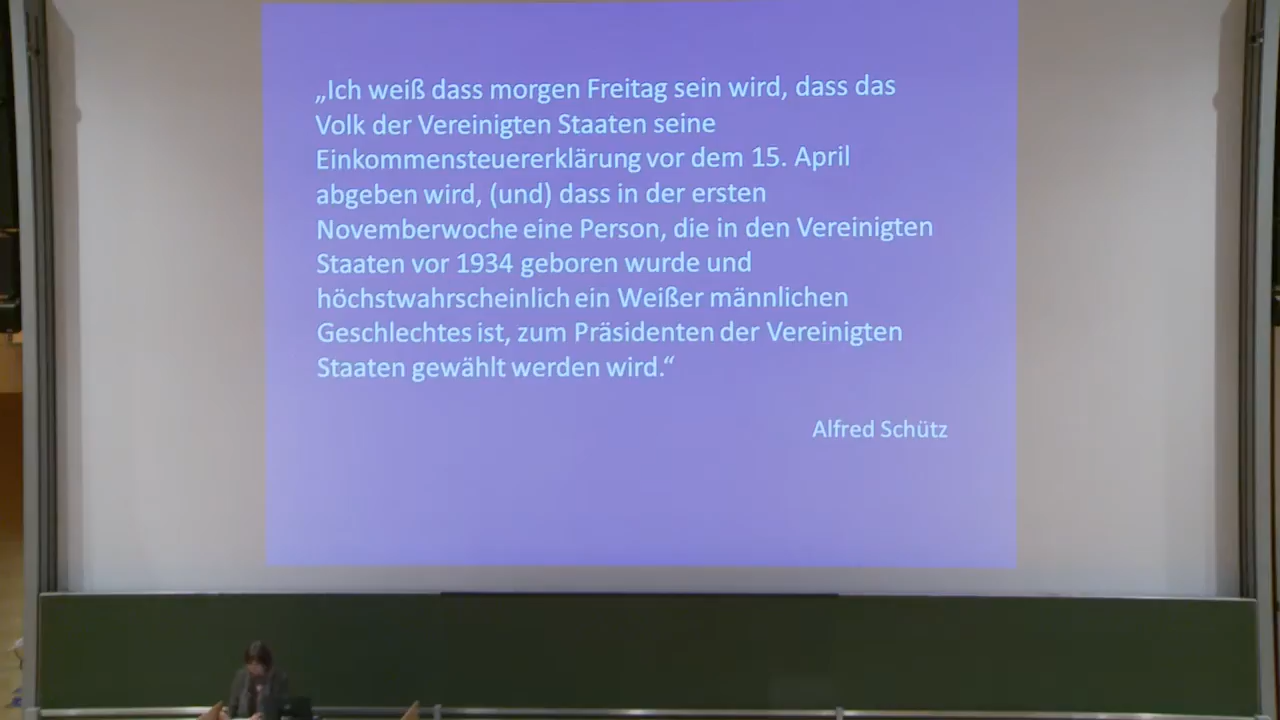 „Ich weiß dass morgen Freitag sein wird, dass das
Volk der Vereinigten Staaten seine
Einkommensteuererklärung vor dem 15. April
abgeben wird, (und) dass in der ersten
Novemberwoche eine Person, die in den Vereinigten
Staaten vor 1934 geboren wurde und
höchstwahrscheinlich ein Weißer männlichen
Geschlechtes ist, zum Präsidenten der Vereinigten
Staaten gewählt werden wird.“
Alfred Schütz